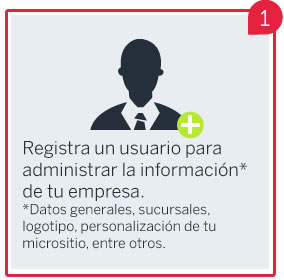 1
Registra un usuario para
administrar la información*
de tu empresa.
*Datos generales, sucursales,
logotipo, personalización de tu
micrositio, entre otros.